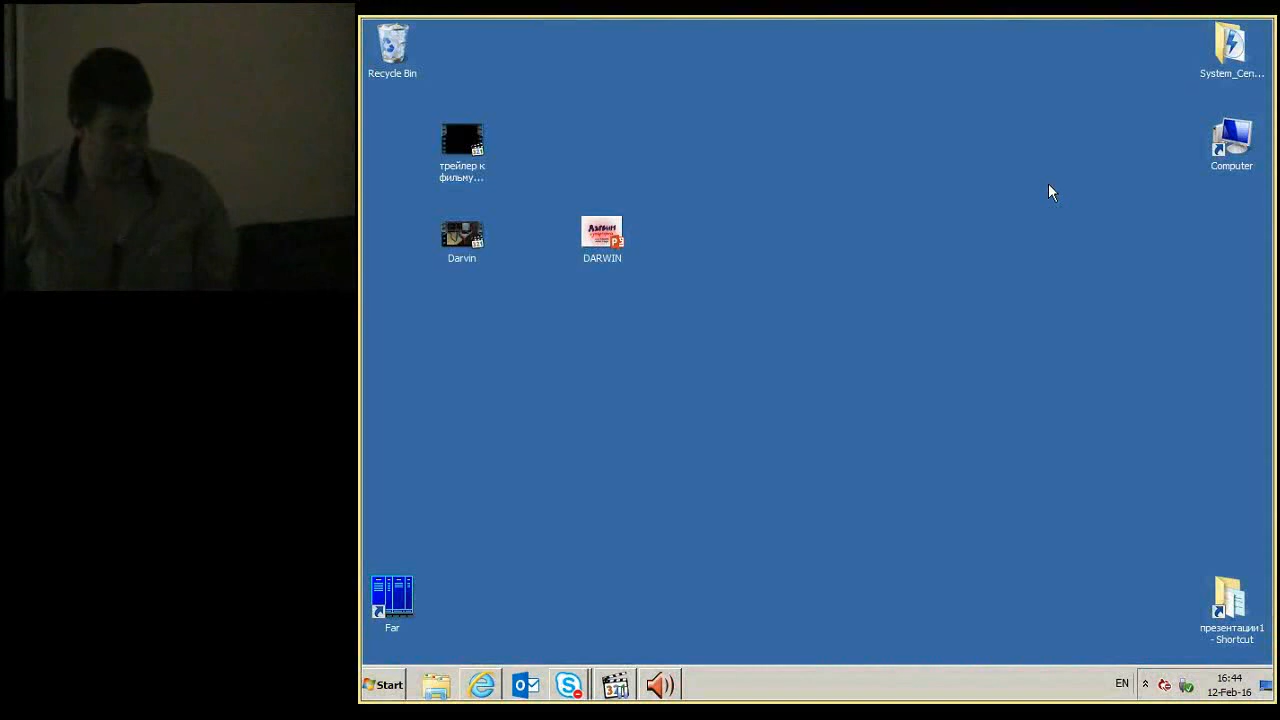 Recycle Bin
System_Cen...
трейлер к
фильму...
Computer
Darvin
DARWIN
Far
презентации1
- Shortcut
Start
EN
16:44
12-Feb-16